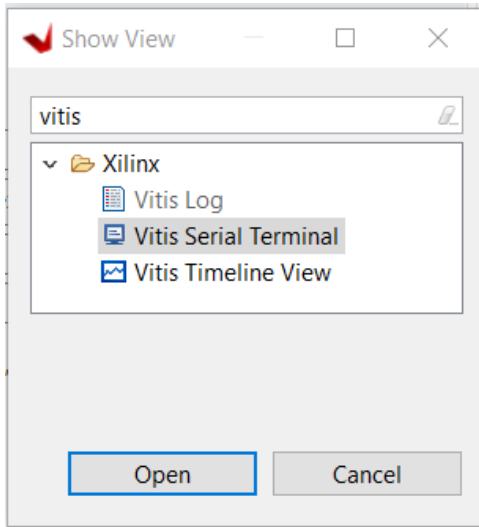 Show View
vitis
Xilinx
Vitis Log
Vitis Serial Terminal
Vitis Timeline View
Open Cancel